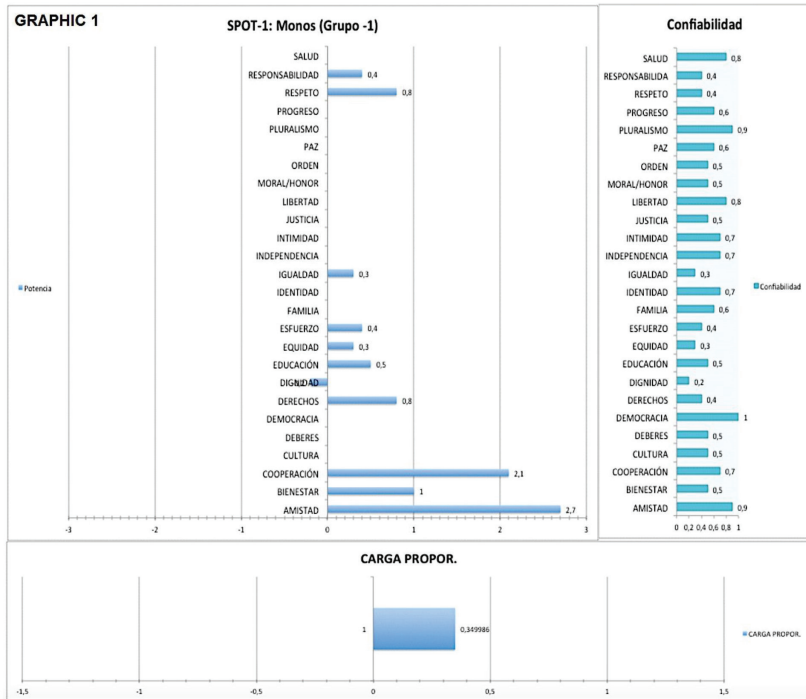 GRAPHIC 1
SPOT-1: Monos (Grupo -1)
SALUD
RESPONSABILIDAD 0,4
RESPETO 0,8
PROGRESO
PLURALISMO
PAZ
ORDEN
MORAL/HONOR
LIBERTAD
JUSTICIA
INTIMIDAD
INDEPENDENCIA
IGUALDAD 0,3
IDENTIDAD
FAMILIA
ESFUERZO 0,4
EQUIDAD 0,3
EDUCACIÓN 0,5
DIGNIDAD
DERECHOS 0,8
DEMOCRACIA
DEBERES
CULTURA
COOPERACIÓN 2,1
BIENESTAR 1
AMISTAD 2,7
-3 -2 -1 0 1 2 3
Potencia
Confiabilidad
SALUD 0,8
RESPONSABILIDA 0,4
RESPETO 0,4
PROGRESO 0,6
PLURALISMO 0,9
PAZ 0,6
ORDEN 0,5
MORAL/HONOR 0,5
LIBERTAD 0,8
JUSTICIA 0,5
INTIMIDAD 0,7
INDEPENDENCIA 0,7
IGUALDAD 0,3
IDENTIDAD 0,7
FAMILIA 0,6
ESFUERZO 0,4
EQUIDAD 0,3
EDUCACIÓN 0,5
DIGNIDAD 0,2
DERECHOS 0,4
DEMOCRACIA 1
DEBERES 0,5
CULTURA 0,5
COOPERACIÓN 0,7
BIENESTAR 0,5
AMISTAD 0,9
0 0,2 0,4 0,6 0,8 1
Confiabilidad
CARGA PROPOR.
1 0,349986
CARGA PROPOR.
-1,5 -1 -0,5 0 0,5 1 1,5